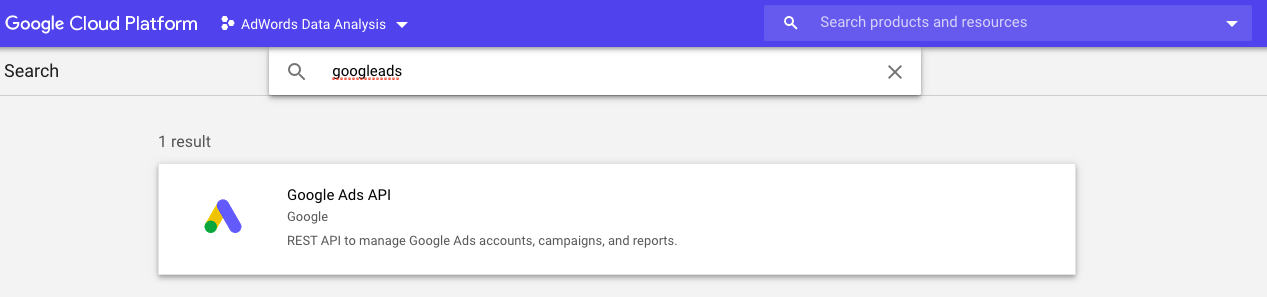 Google Cloud Platform AdWords Data Analysis Search products and resources
Search googleads
1 result
Google Ads API
Google
REST API to manage Google Ads accounts, campaigns, and reports.